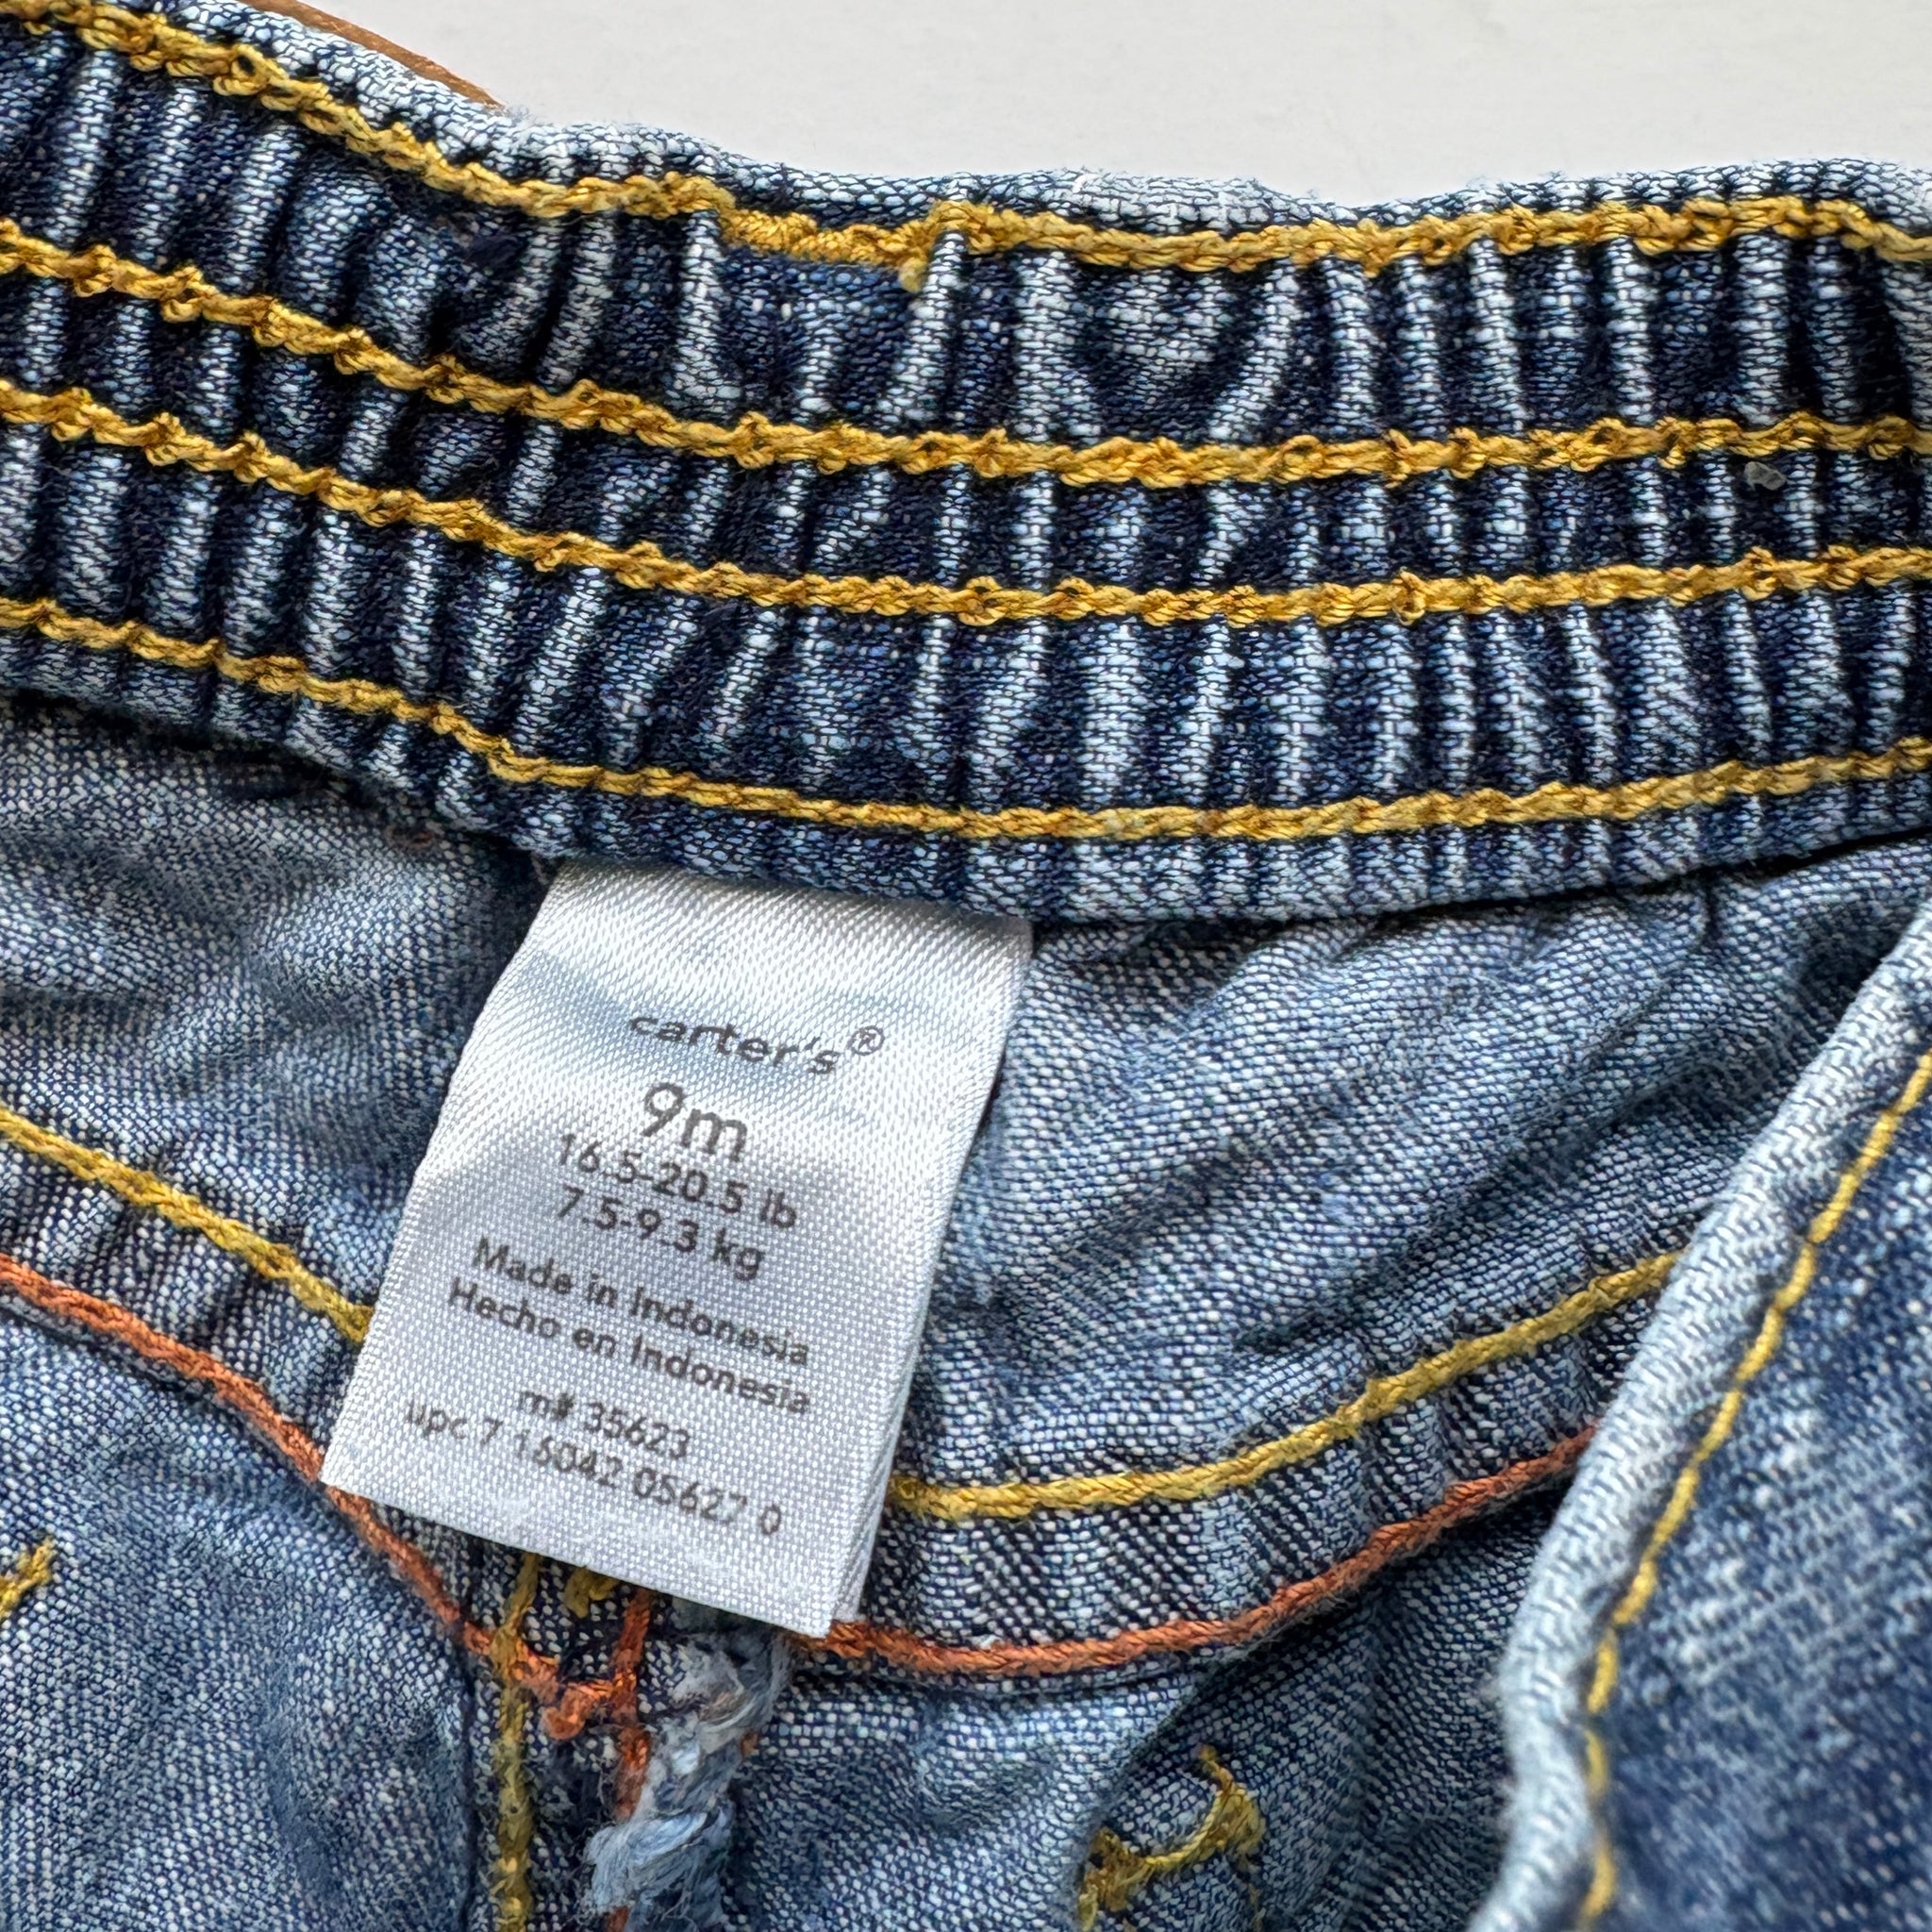 carter's®
9m
16.5-20.5 lb
7.5-9.3 kg
Made in Indonesia
Hecho en Indonesia
m# 35623
upc 7 16042 05627 0